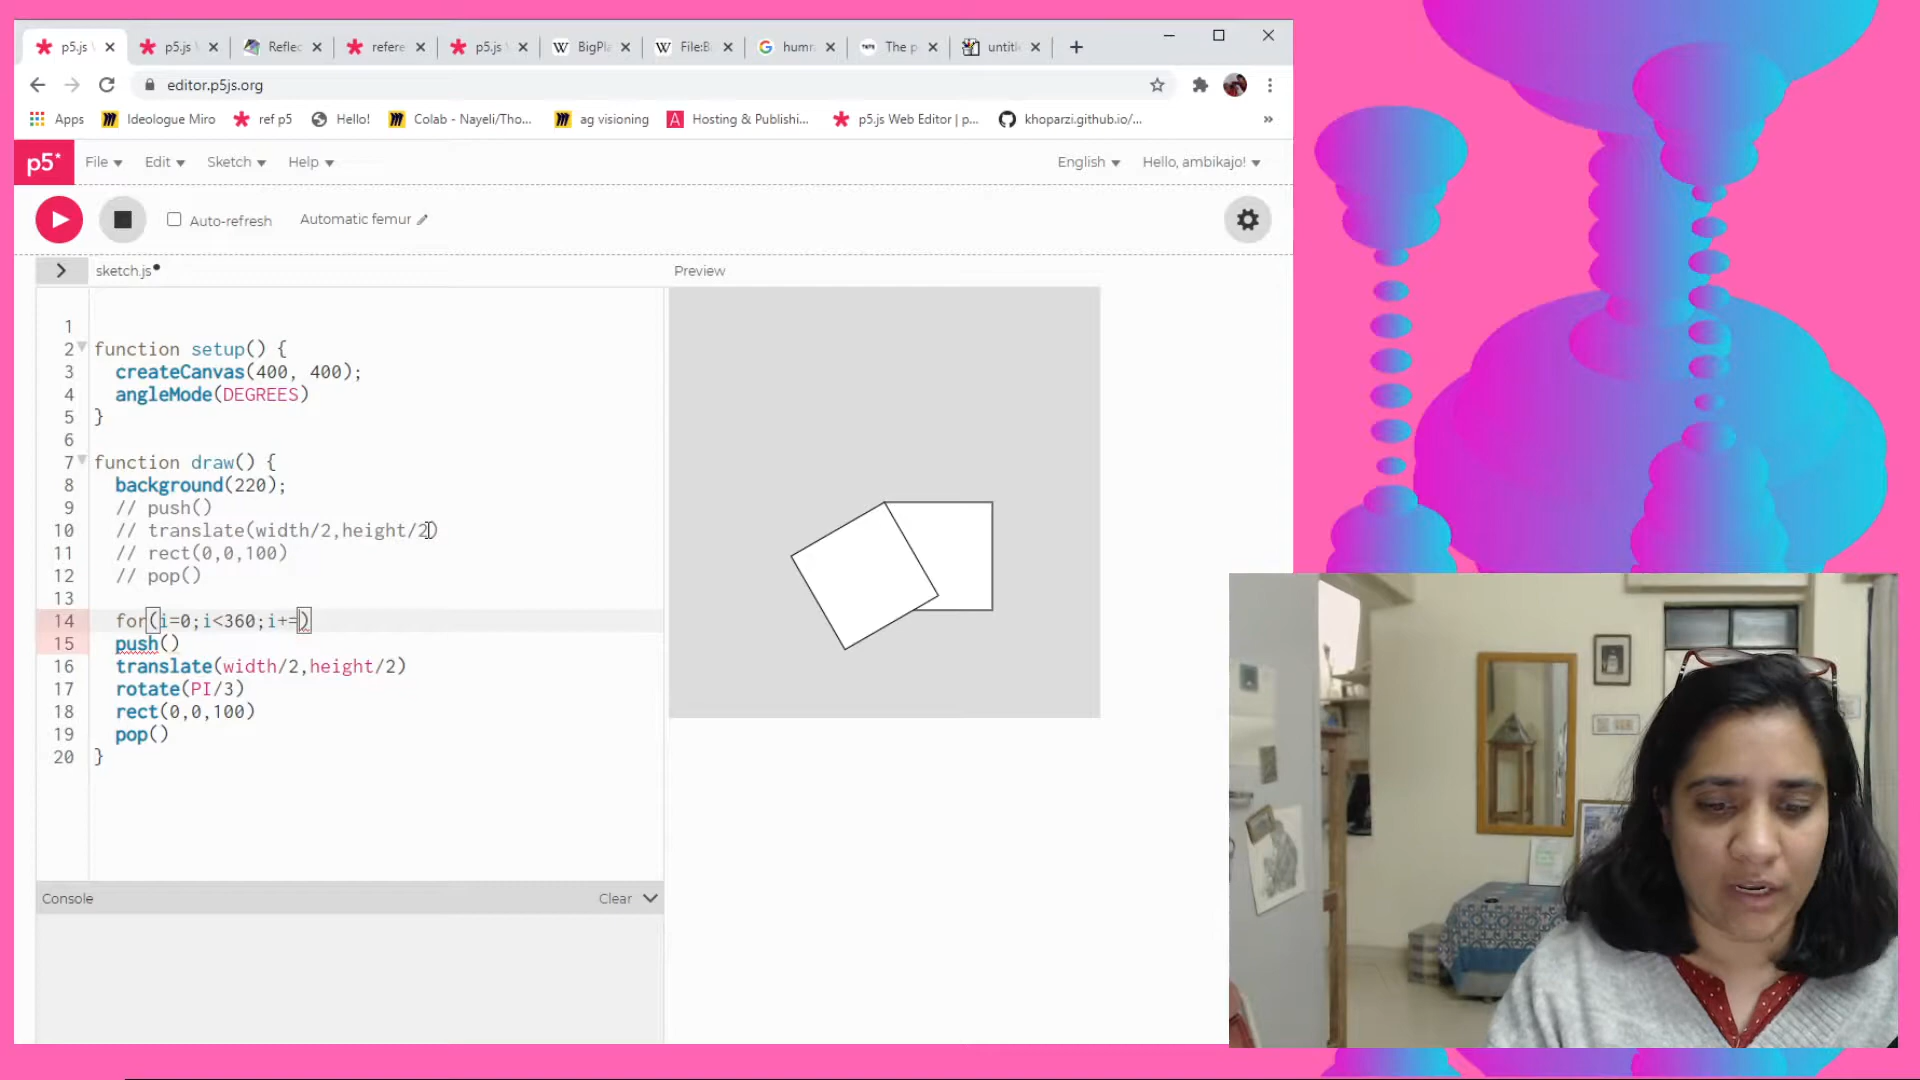 p5.js
p5.js
Reflec
refere
p5.js
BigPla
File:B
humr
The p
untitl
editor.p5js.org
Apps
Ideologue Miro
ref p5
Hello!
Colab - Nayeli/Tho...
ag visioning
Hosting & Publishi...
p5.js Web Editor | p...
khoparzi.github.io/...
»
p5*
File
Edit
Sketch
Help
English
Hello, ambikajo!
Auto-refresh
Automatic femur
sketch.js
Preview
1
2 function setup() {
3 createCanvas(400, 400);
4 angleMode(DEGREES)
5 }
6
7 function draw() {
8 background(220);
9 // push()
10 // translate(width/2,height/2)
11 // rect(0,0,100)
12 // pop()
13
14 for(i=0;i<360;i+=)
15 push()
16 translate(width/2,height/2)
17 rotate(PI/3)
18 rect(0,0,100)
19 pop()
20 }
Console
Clear